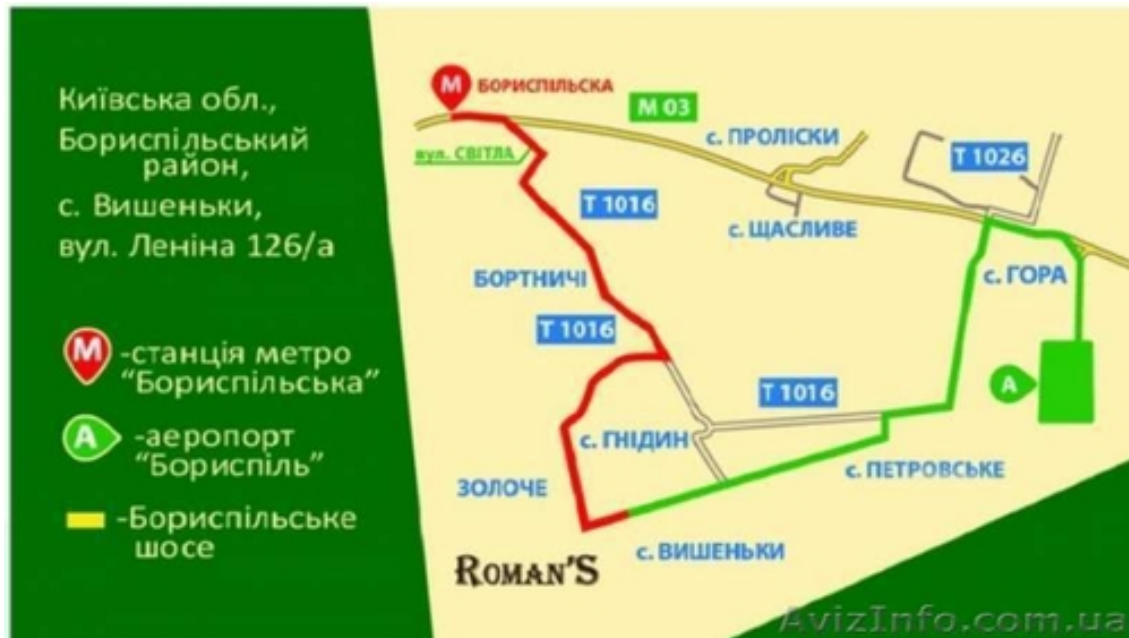 Київська обл.,
Бориспільський
район,
с. Вишеньки,
вул. Леніна 126/а
М
-станція метро
“Бориспільська”
А
-аеропорт
“Бориспіль”
-Бориспільське
шосе
М
БОРИСПІЛЬСКА
М 03
с. ПРОЛІСКИ
Т 1026
вул. СВІТЛА
Т 1016
с. ЩАСЛИВЕ
БОРТНИЧІ
с. ГОРА
Т 1016
Т 1016
А
с. ГНІДИН
с. ПЕТРОВСЬКЕ
ЗОЛОЧЕ
с. ВИШЕНЬКИ
ROMAN'S
AvizInfo.com.ua